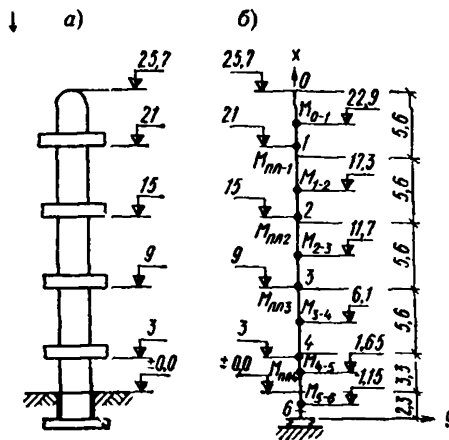 а)
25,7
21
15
9
3
±0,0
б)
x
25,7
0
M₀₋₁
22,9
5,6
21
1
Mпл-1
M₁₋₂
17,3
5,6
15
2
Mпл2
M₂₋₃
11,7
5,6
9
3
Mпл3
M₃₋₄
6,1
5,6
3
4
M₄₋₅
1,65
3,3
±0,0
M₅₋₆
1,15
2,3
6